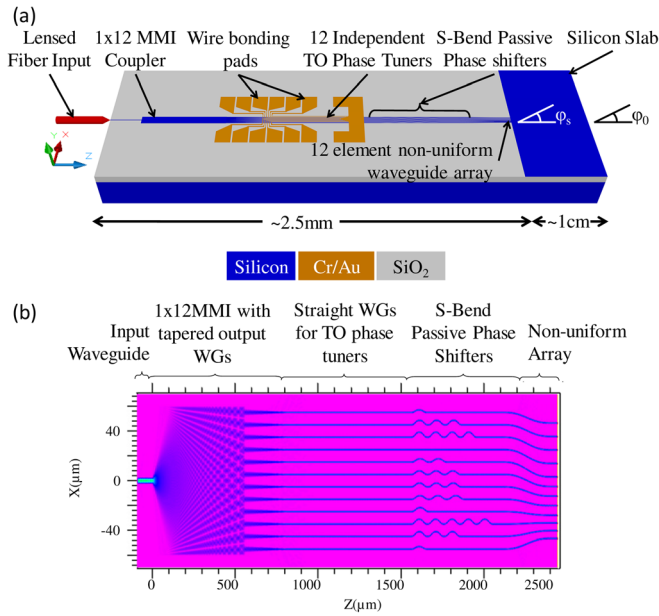 (a)
Lensed
Fiber Input
1x12 MMI
Coupler
Wire bonding
pads
12 Independent
TO Phase Tuners
S-Bend Passive
Phase shifters
Silicon Slab
Y
X
Z
φs
φ0
12 element non-uniform
waveguide array
~2.5mm
~1cm
Silicon
Cr/Au
SiO2
(b)
Input
Waveguide
1x12MMI with
tapered output
WGs
Straight WGs
for TO phase
tuners
S-Bend
Passive Phase
Shifters
Non-uniform
Array
X(μm)
40
0
-40
0 500 1000 1500 2000 2500
Z(μm)